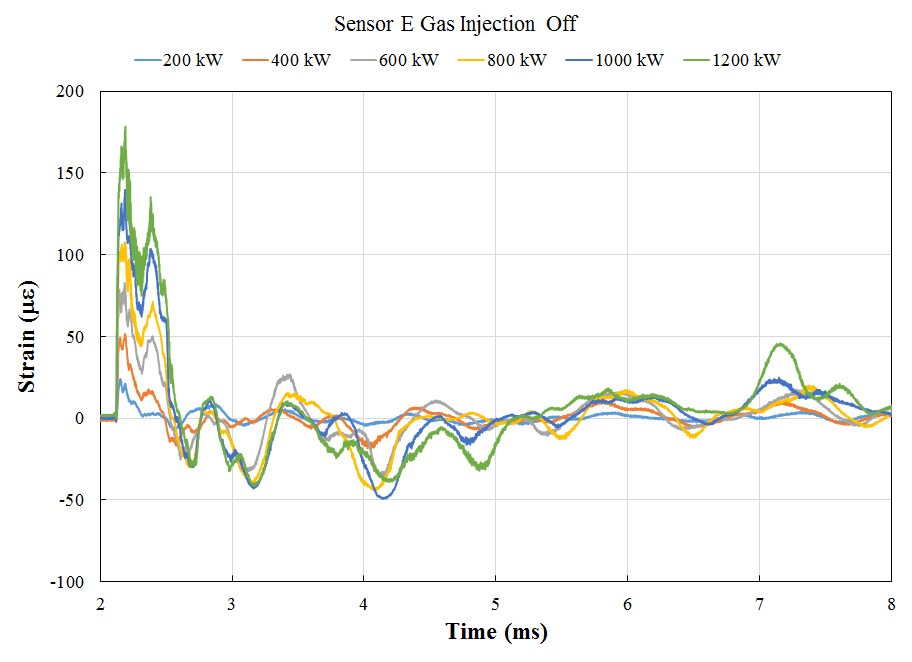 Sensor E Gas Injection Off
200 kW 400 kW 600 kW 800 kW 1000 kW 1200 kW
200
150
100
50
0
-50
-100
Strain (με)
2 3 4 5 6 7 8
Time (ms)